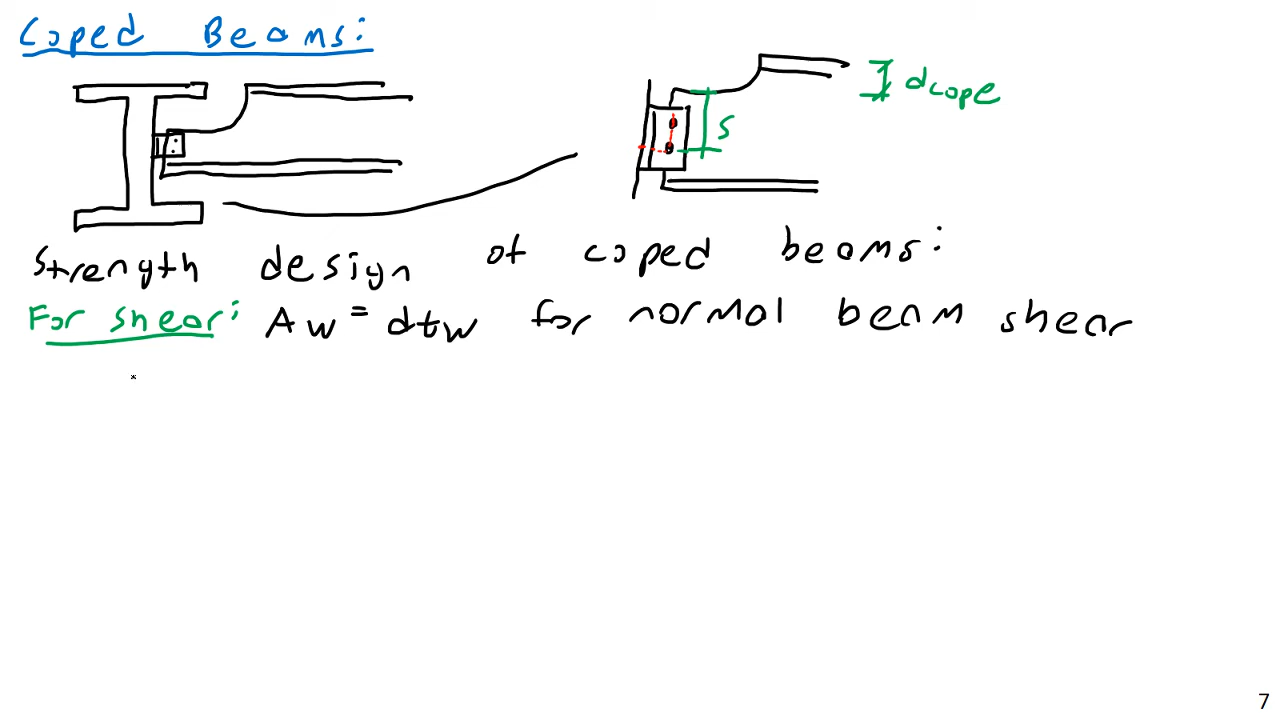 Coped Beams:
dcope
s
Strength design of coped beams:
For shear: Aw = dtw for normal beam shear
7